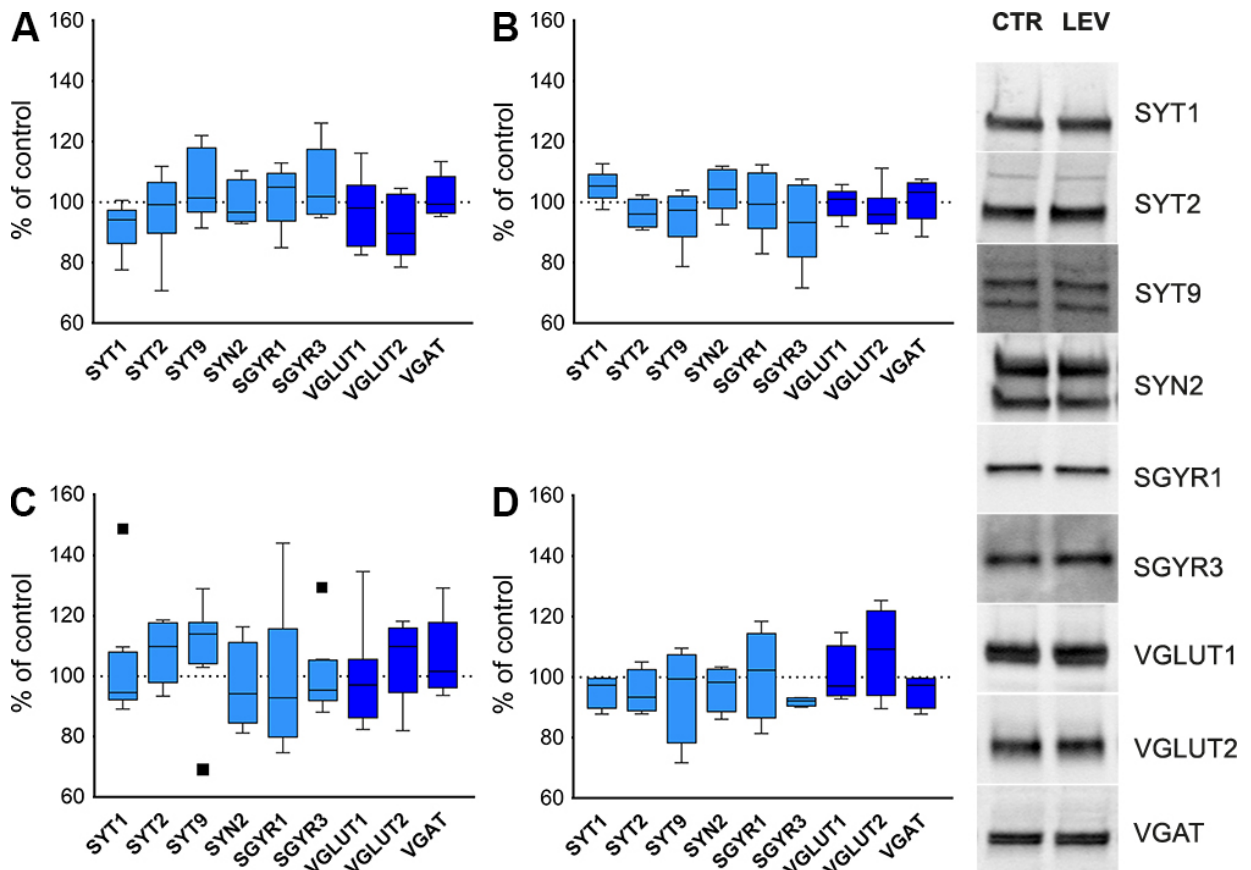 A
% of control
160
140
120
100
80
60
SYT1
SYT2
SYT9
SYN2
SGYR1
SGYR3
VGLUT1
VGLUT2
VGAT
B
% of control
160
140
120
100
80
60
SYT1
SYT2
SYT9
SYN2
SGYR1
SGYR3
VGLUT1
VGLUT2
VGAT
C
% of control
160
140
120
100
80
60
SYT1
SYT2
SYT9
SYN2
SGYR1
SGYR3
VGLUT1
VGLUT2
VGAT
D
% of control
160
140
120
100
80
60
SYT1
SYT2
SYT9
SYN2
SGYR1
SGYR3
VGLUT1
VGLUT2
VGAT
CTR LEV
SYT1
SYT2
SYT9
SYN2
SGYR1
SGYR3
VGLUT1
VGLUT2
VGAT